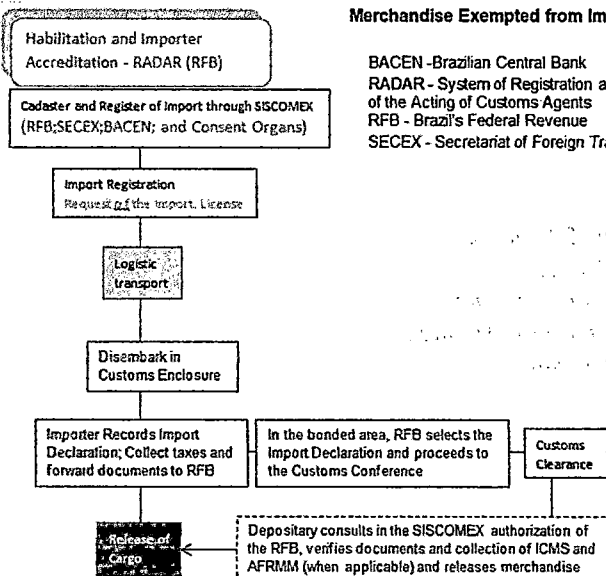 Merchandise Exempted from Im
Habilitation and Importer
Accreditation - RADAR (RFB)
BACEN -Brazilian Central Bank
RADAR - System of Registration a
of the Acting of Customs Agents
RFB - Brazil's Federal Revenue
SECEX - Secretariat of Foreign Tra
Cadaster and Register of Import through SISCOMEX
(RFB;SECEX;BACEN; and Consent Organs)
Import Registration
Request of the Import. License
Logistic
transport
Disembark in
Customs Enclosure
Importer Records Import
Declaration; Collect taxes and
forward documents to RFB
In the bonded area, RFB selects the
Import Declaration and proceeds to
the Customs Conference
Customs
Clearance
Release of
Cargo
Depositary consults in the SISCOMEX authorization of
the RFB, verifies documents and collection of ICMS and
AFRMM (when applicable) and releases merchandise